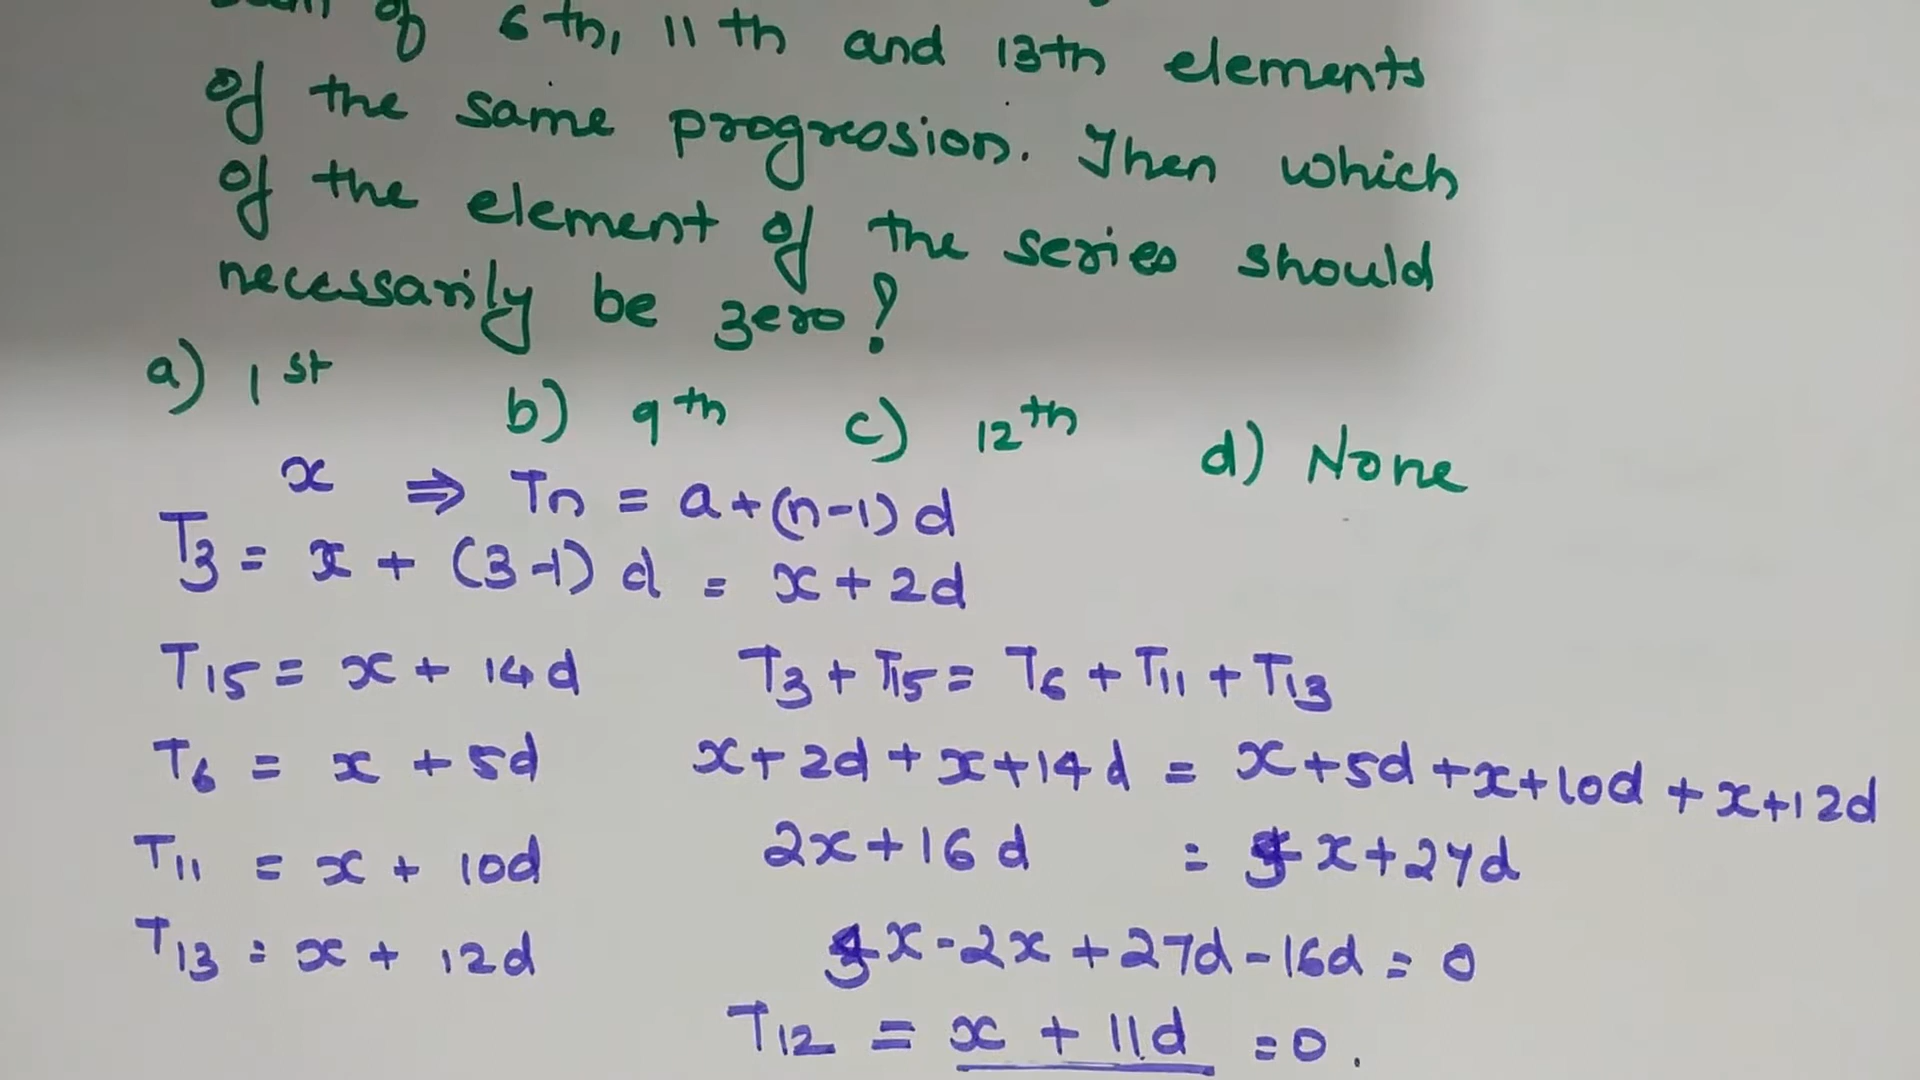 of 6th, 11th and 13th elements
of the same progression. Then which
of the element of the series should
necessarily be zero?
a) 1st b) 9th c) 12th d) None
x ⇒ Tn = a+(n-1)d
T3 = x + (3-1)d = x+2d
T15 = x + 14d T3 + T15 = T6 + T11 + T13
T6 = x + 5d x+2d+x+14d = x+5d+x+10d+x+12d
T11 = x + 10d 2x+16d = 3x+27d
T13 = x + 12d 3x-2x+27d-16d = 0
T12 = x + 11d = 0.